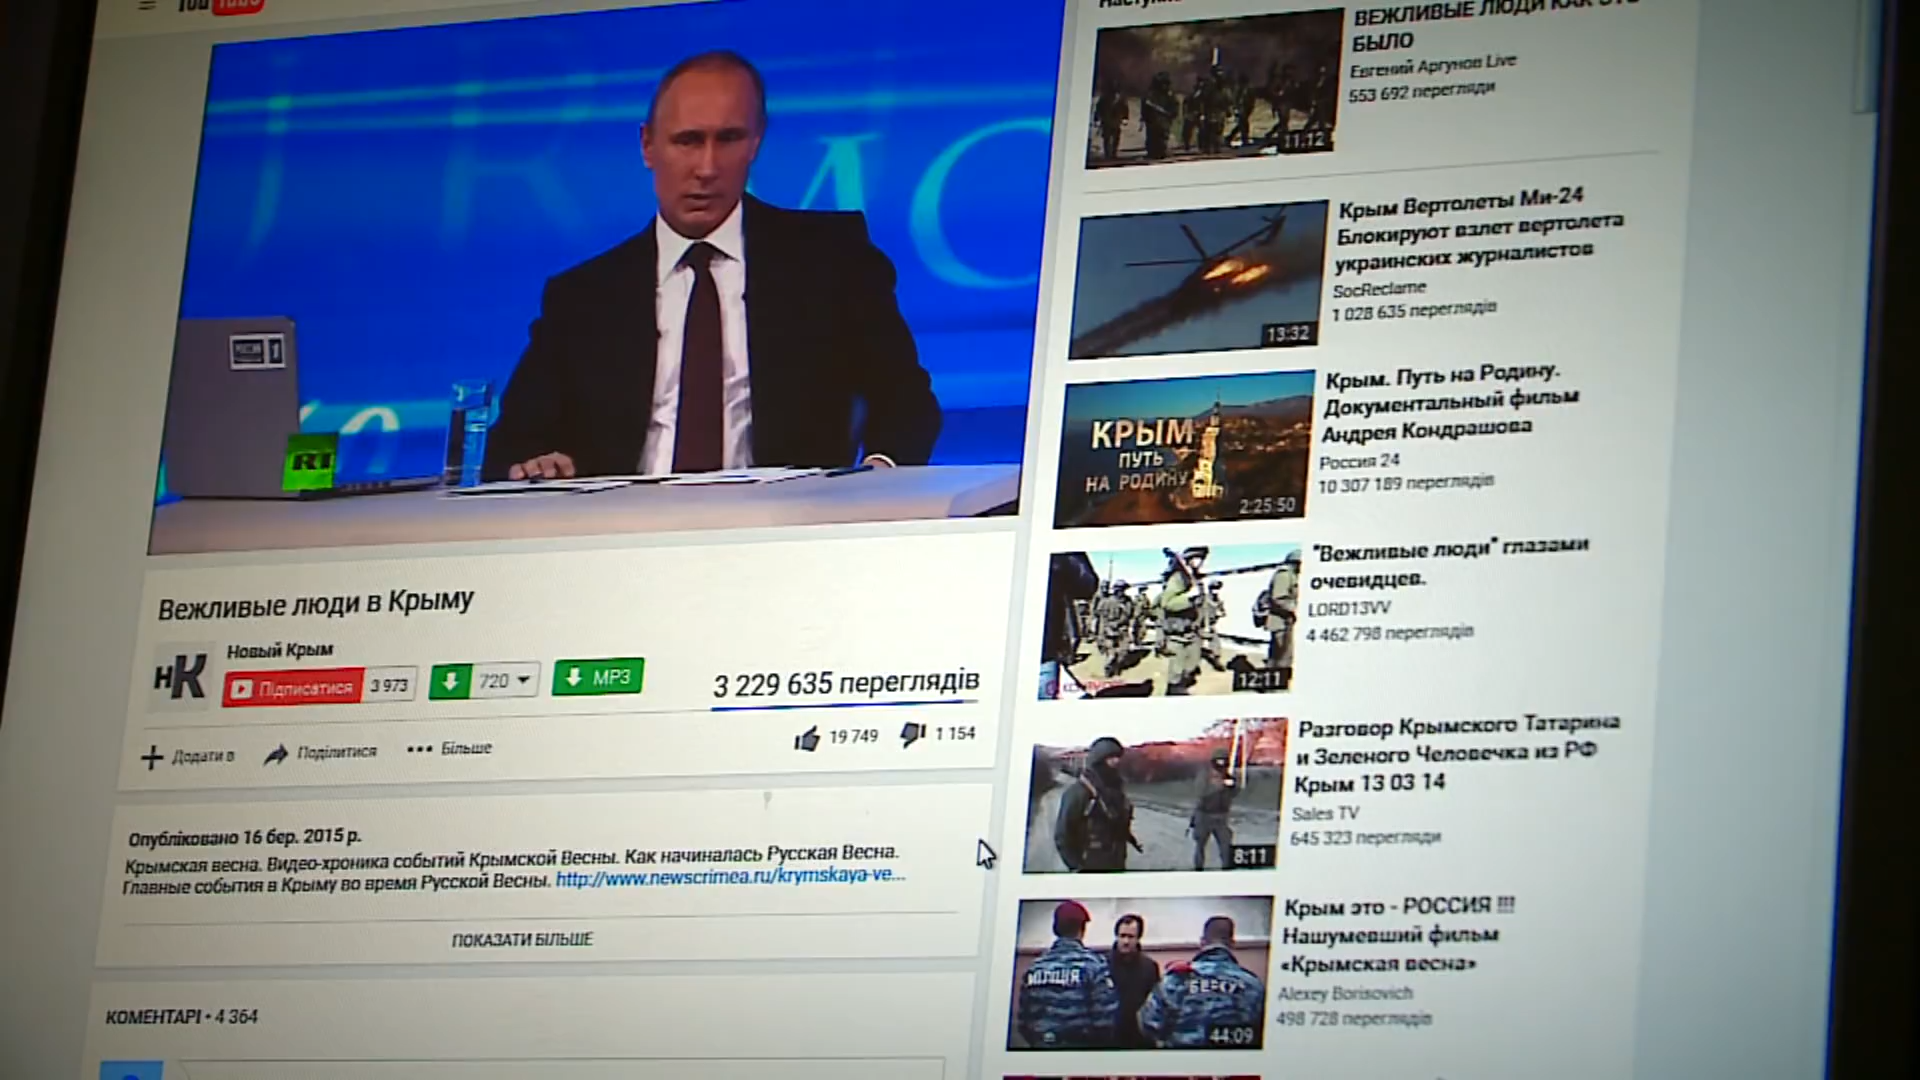 You Tube
RT
Вежливые люди в Крыму
нК
Новый Крым
Підписатися 3 973
720
MP3
3 229 635 переглядів
Додати в
Поділитися
Більше
19 749
1 154
Опубліковано 16 бер. 2015 р.
Крымская весна. Видео-хроника событий Крымской Весны. Как начиналась Русская Весна.
Главные события в Крыму во время Русской Весны. http://www.newscrimea.ru/krymskaya-ve...
ПОКАЗАТИ БІЛЬШЕ
КОМЕНТАРІ • 4 364
ВЕЖЛИВЫЕ ЛЮДИ КАК ЭТО
БЫЛО
Евгений Аргунов Live
553 692 перегляди
11:12
Крым Вертолеты Ми-24
Блокируют взлет вертолета
украинских журналистов
SocReclame
1 028 635 переглядів
13:32
Крым. Путь на Родину.
Документальный фильм
Андрея Кондрашова
Россия 24
10 307 189 переглядів
КРЫМ
ПУТЬ
НА РОДИНУ
2:25:50
"Вежливые люди" глазами
очевидцев.
LORD13VV
4 462 798 переглядів
12:11
Разговор Крымского Татарина
и Зеленого Человечка из РФ
Крым 13 03 14
Sales TV
645 323 перегляди
8:11
Крым это - РОССИЯ !!!
Нашумевший фильм
«Крымская весна»
Alexey Borisovich
498 728 переглядів
МІЛІЦІЯ
44:09